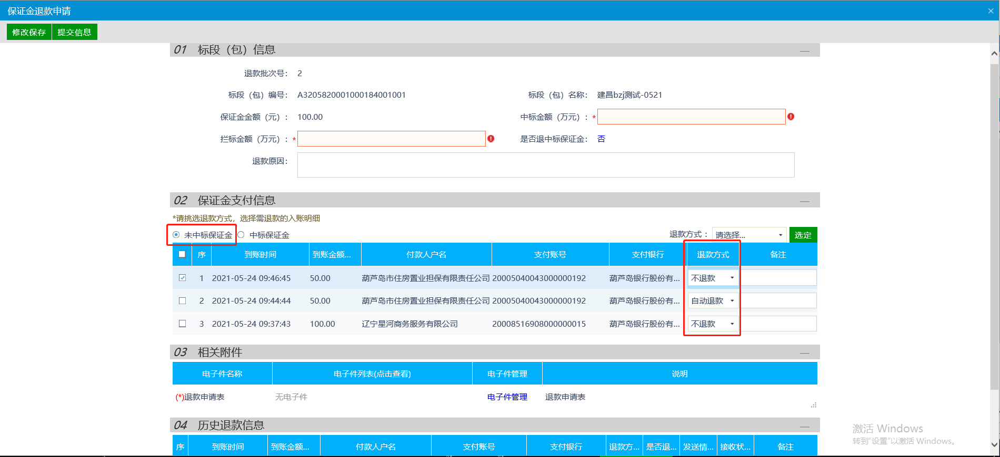 保证金退款申请
修改保存 提交信息
01 标段（包）信息
退款批次号： 2
标段（包）编号： A3205820001000184001001 标段（包）名称： 建昌bzj测试-0521
保证金金额（元）： 100.00 中标金额（万元）： *
拦标金额（万元）： * 是否退中标保证金： 否
退款原因：
02 保证金支付信息
*请挑选退款方式，选择需退款的入账明细
未中标保证金 中标保证金 退款方式： 请选择... 选定
序 到账时间 到账金额... 付款人户名 支付账号 支付银行 退款方式 备注
1 2021-05-24 09:46:45 50.00 葫芦岛市住房置业担保有限责任公司 20005040043000000192 葫芦岛银行股份有... 不退款
2 2021-05-24 09:44:44 50.00 葫芦岛市住房置业担保有限责任公司 20005040043000000192 葫芦岛银行股份有... 自动退款
3 2021-05-24 09:37:43 100.00 辽宁星河商务服务有限公司 20008516908000000015 葫芦岛银行股份有... 不退款
03 相关附件
电子件名称 电子件列表(点击查看) 电子件管理 说明
(*)退款申请表 无电子件 电子件管理 退款申请表
04 历史退款信息
序 到账时间 到账金额... 付款人户名 支付账号 支付银行 退款方... 是否退... 发送情... 接收状... 备注
激活 Windows
转到"设置"以激活 Windows。